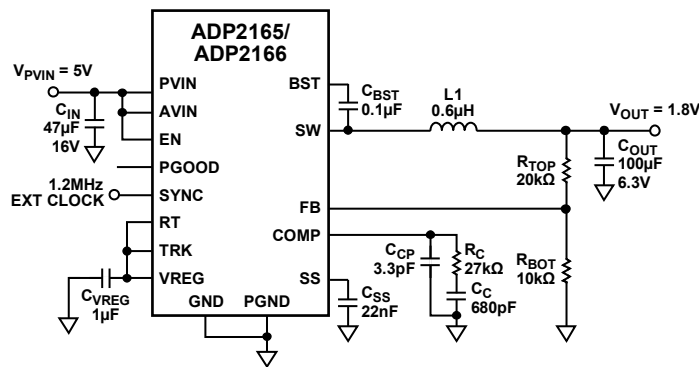 ADP2165/
ADP2166
V_PVIN = 5V
C_IN
47µF
16V
PVIN
AVIN
EN
PGOOD
1.2MHz
EXT CLOCK
SYNC
RT
TRK
VREG
C_VREG
1µF
GND
PGND
BST
C_BST
0.1µF
SW
L1
0.6µH
V_OUT = 1.8V
C_OUT
100µF
6.3V
R_TOP
20kΩ
FB
COMP
C_CP
3.3pF
R_C
27kΩ
C_C
680pF
R_BOT
10kΩ
SS
C_SS
22nF